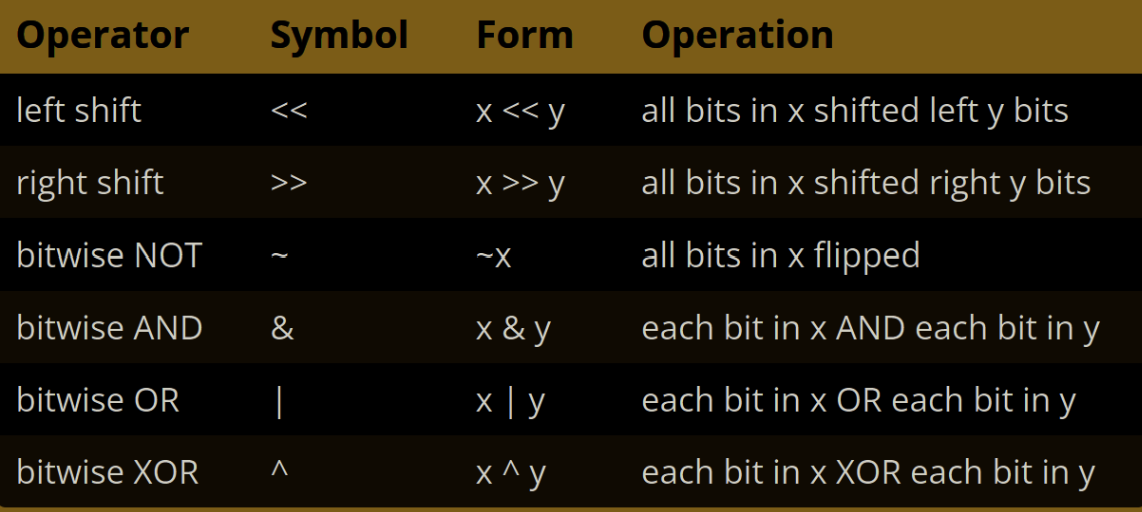 Operator Symbol Form Operation
left shift << x << y all bits in x shifted left y bits
right shift >> x >> y all bits in x shifted right y bits
bitwise NOT ~ ~x all bits in x flipped
bitwise AND & x & y each bit in x AND each bit in y
bitwise OR | x | y each bit in x OR each bit in y
bitwise XOR ^ x ^ y each bit in x XOR each bit in y